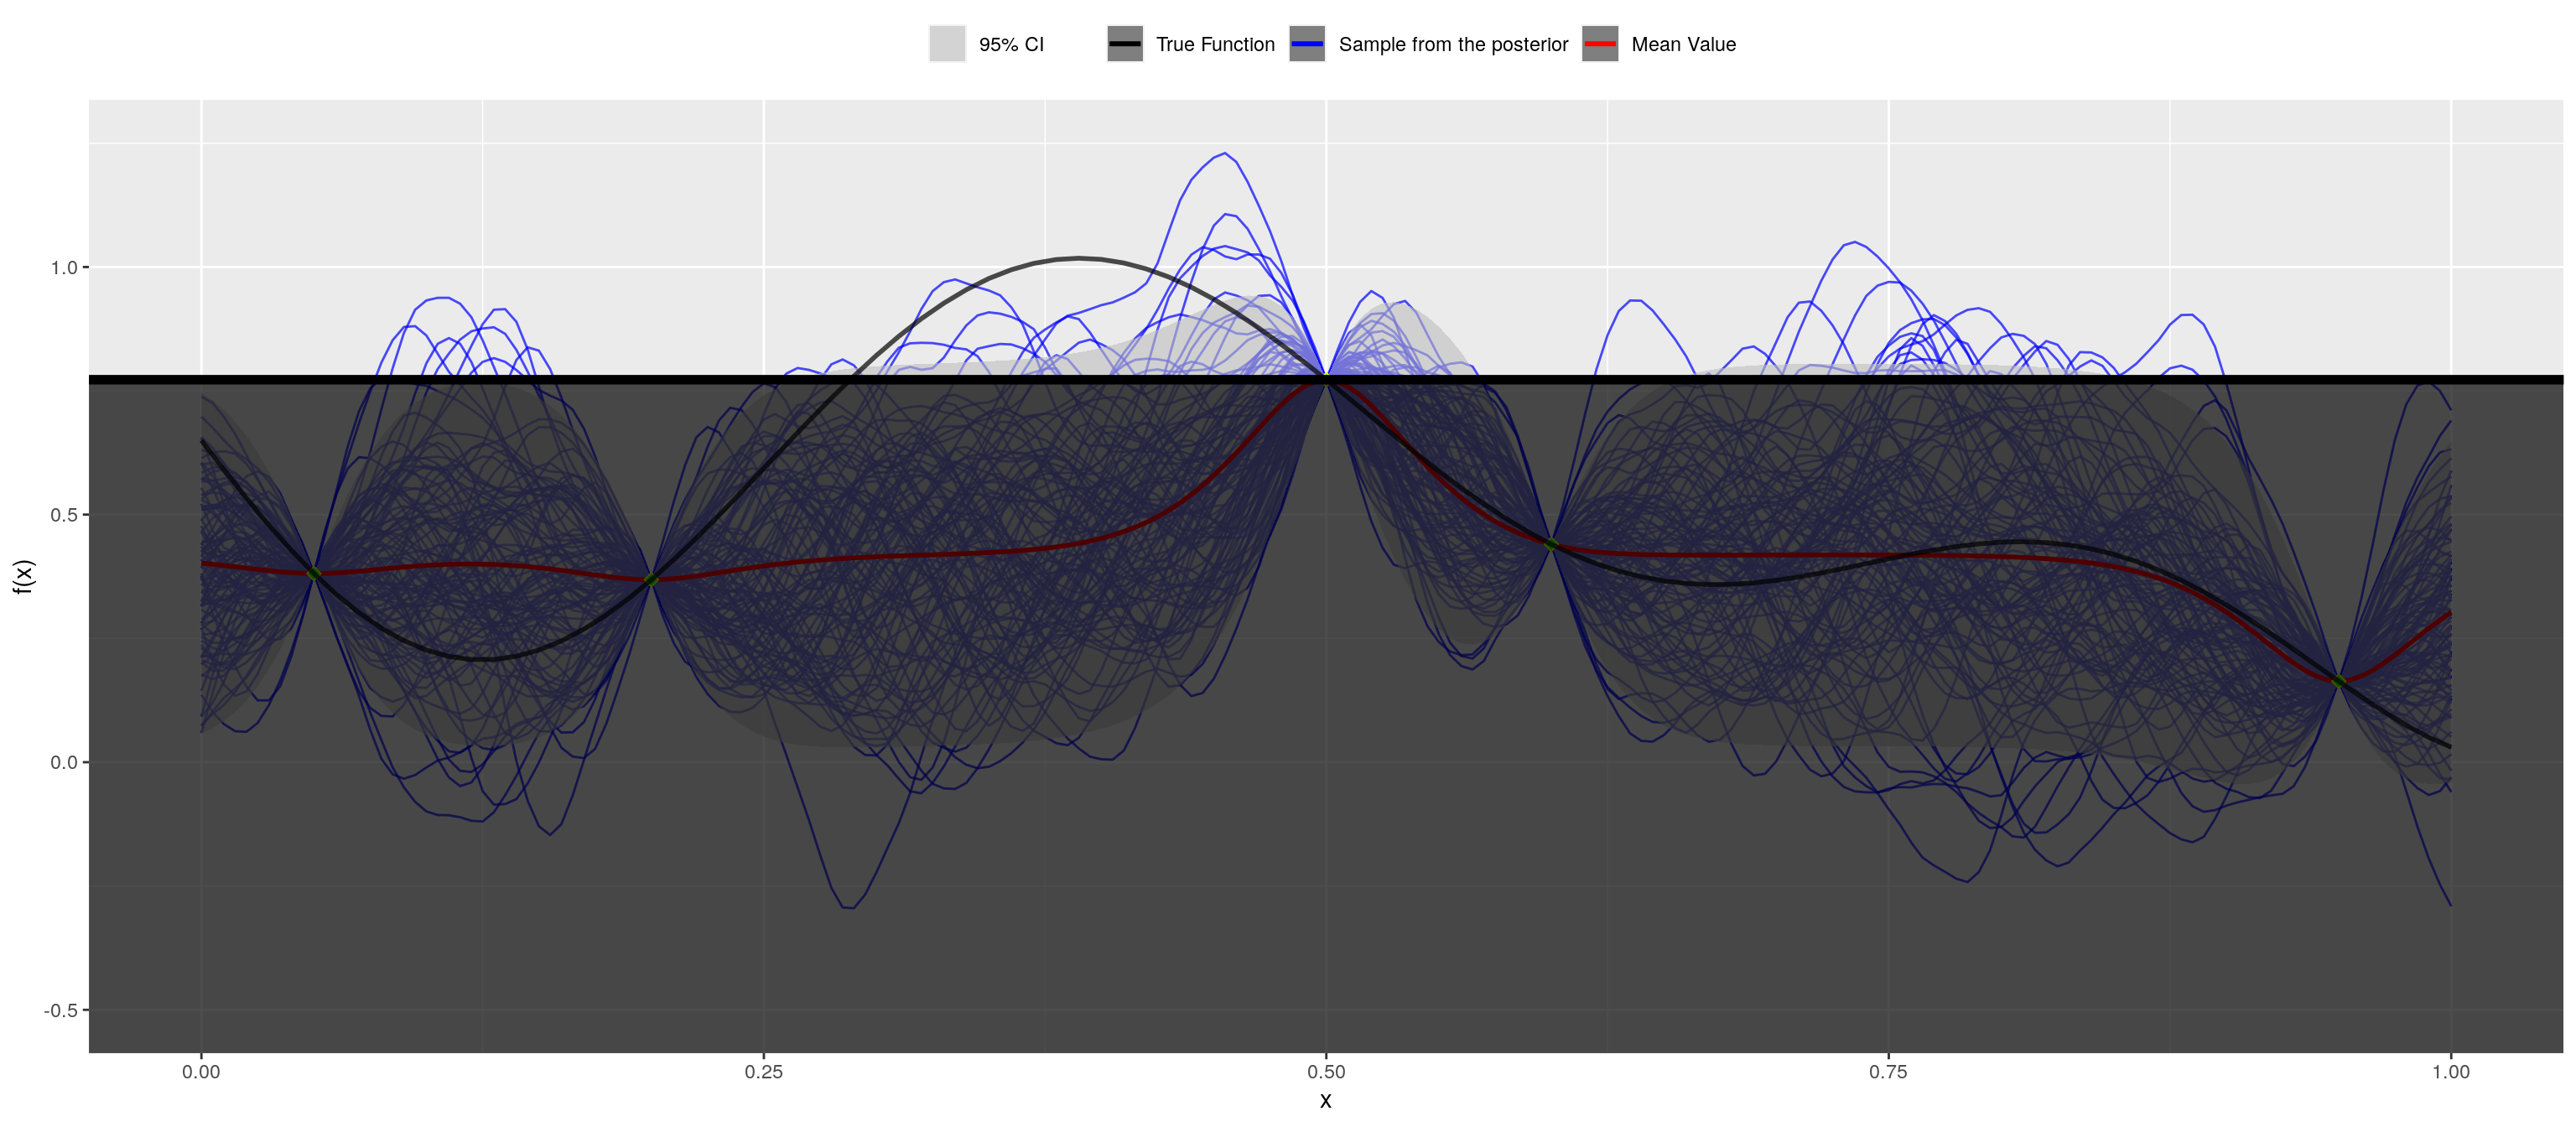 95% CI True Function Sample from the posterior Mean Value
1.0
0.5
0.0
-0.5
f(x)
0.00 0.25 0.50 0.75 1.00
x